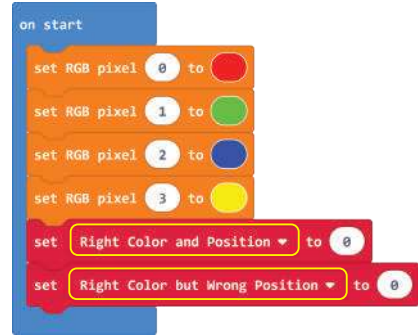 on start
set RGB pixel 0 to
set RGB pixel 1 to
set RGB pixel 2 to
set RGB pixel 3 to
set Right Color and Position to 0
set Right Color but Wrong Position to 0